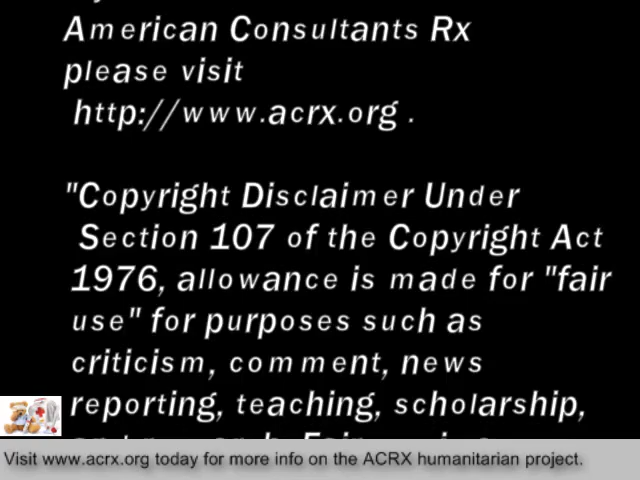 American Consultants Rx
please visit
http://www.acrx.org .
"Copyright Disclaimer Under
Section 107 of the Copyright Act
1976, allowance is made for "fair
use" for purposes such as
criticism, comment, news
reporting, teaching, scholarship,
Visit www.acrx.org today for more info on the ACRX humanitarian project.